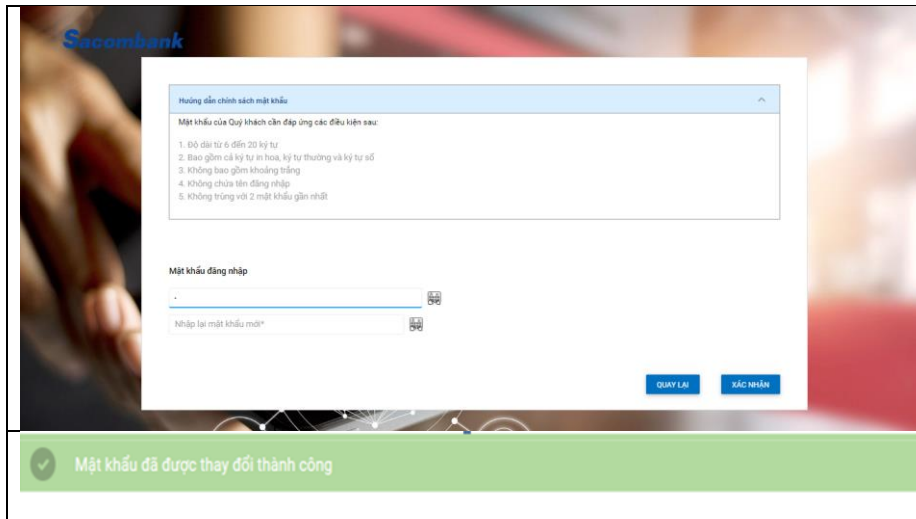 Sacombank
Hướng dẫn chính sách mật khẩu
Mật khẩu của Quý khách cần đáp ứng các điều kiện sau:
1. Độ dài từ 6 đến 20 ký tự
2. Bao gồm cả ký tự in hoa, ký tự thường và ký tự số
3. Không bao gồm khoảng trắng
4. Không chứa tên đăng nhập
5. Không trùng với 2 mật khẩu gần nhất
Mật khẩu đăng nhập
Nhập lại mật khẩu mới*
QUAY LẠI XÁC NHẬN
Mật khẩu đã được thay đổi thành công